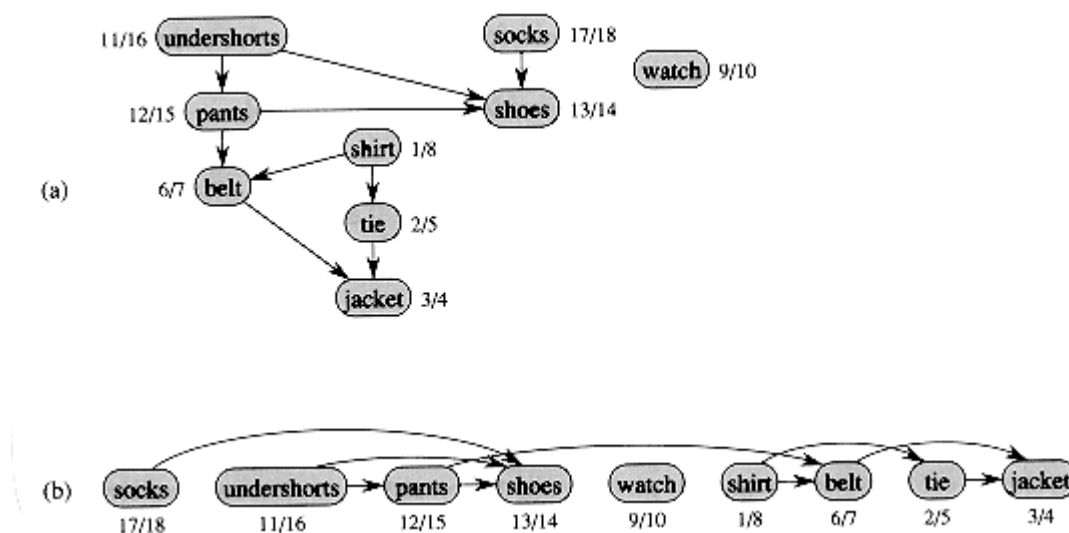 11/16 undershorts socks 17/18
watch 9/10
12/15 pants shoes 13/14
shirt 1/8
(a) 6/7 belt
tie 2/5
jacket 3/4
(b) socks undershorts pants shoes watch shirt belt tie jacket
17/18 11/16 12/15 13/14 9/10 1/8 6/7 2/5 3/4